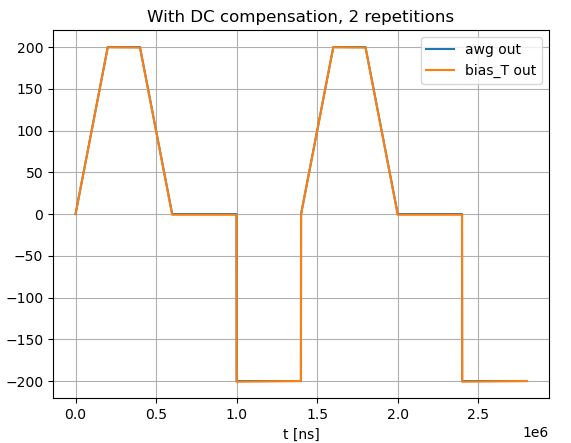 With DC compensation, 2 repetitions
awg out
bias_T out
200
150
100
50
0
−50
−100
−150
−200
0.0 0.5 1.0 1.5 2.0 2.5
1e6
t [ns]